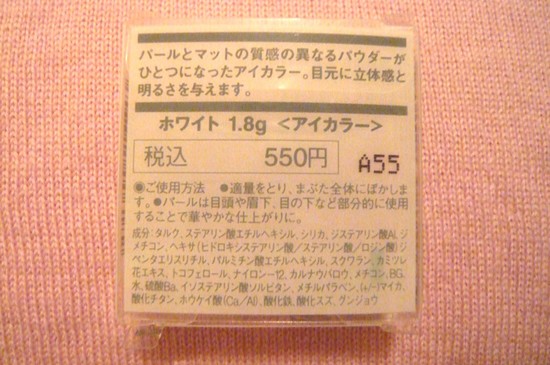 パールとマットの質感の異なるパウダーが
ひとつになったアイカラー。目元に立体感と
明るさを与えます。
ホワイト 1.8g <アイカラー>
税込 550円 A55
●ご使用方法 ●適量をとり、まぶた全体にぼかしま
す。●パールは目頭や眉下、目の下など部分的に使用
することで華やかな仕上がりに。
成分:タルク、ステアリン酸エチルヘキシル、シリカ、ジステアリン酸Al、ジ
メチコン、ヘキサ(ヒドロキシステアリン酸/ステアリン酸/ロジン酸)ジ
ペンタエリスリチル、パルミチン酸エチルヘキシル、スクワラン、カミツレ
花エキス、トコフェロール、ナイロン-12、カルナウバロウ、メチコン、BG、
水、硫酸Ba、イソステアリン酸ソルビタン、メチルパラベン、(+/-)マイカ、
酸化チタン、ホウケイ酸(Ca/Al)、酸化鉄、酸化スズ、グンジョウ